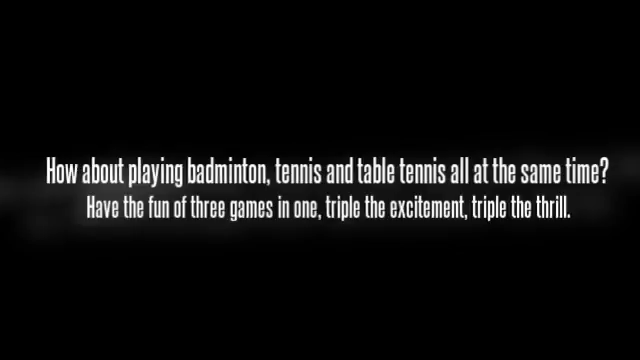 How about playing badminton, tennis and table tennis all at the same time?
Have the fun of three games in one, triple the excitement, triple the thrill.